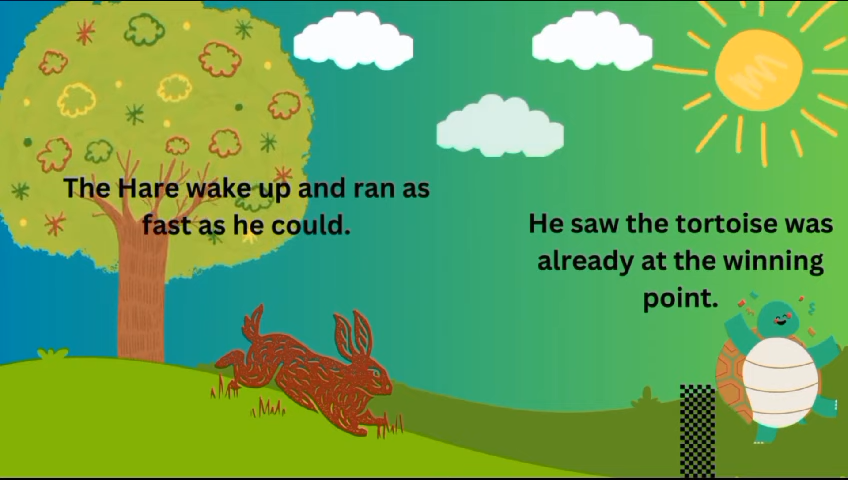 The Hare wake up and ran as
fast as he could.
He saw the tortoise was
already at the winning
point.